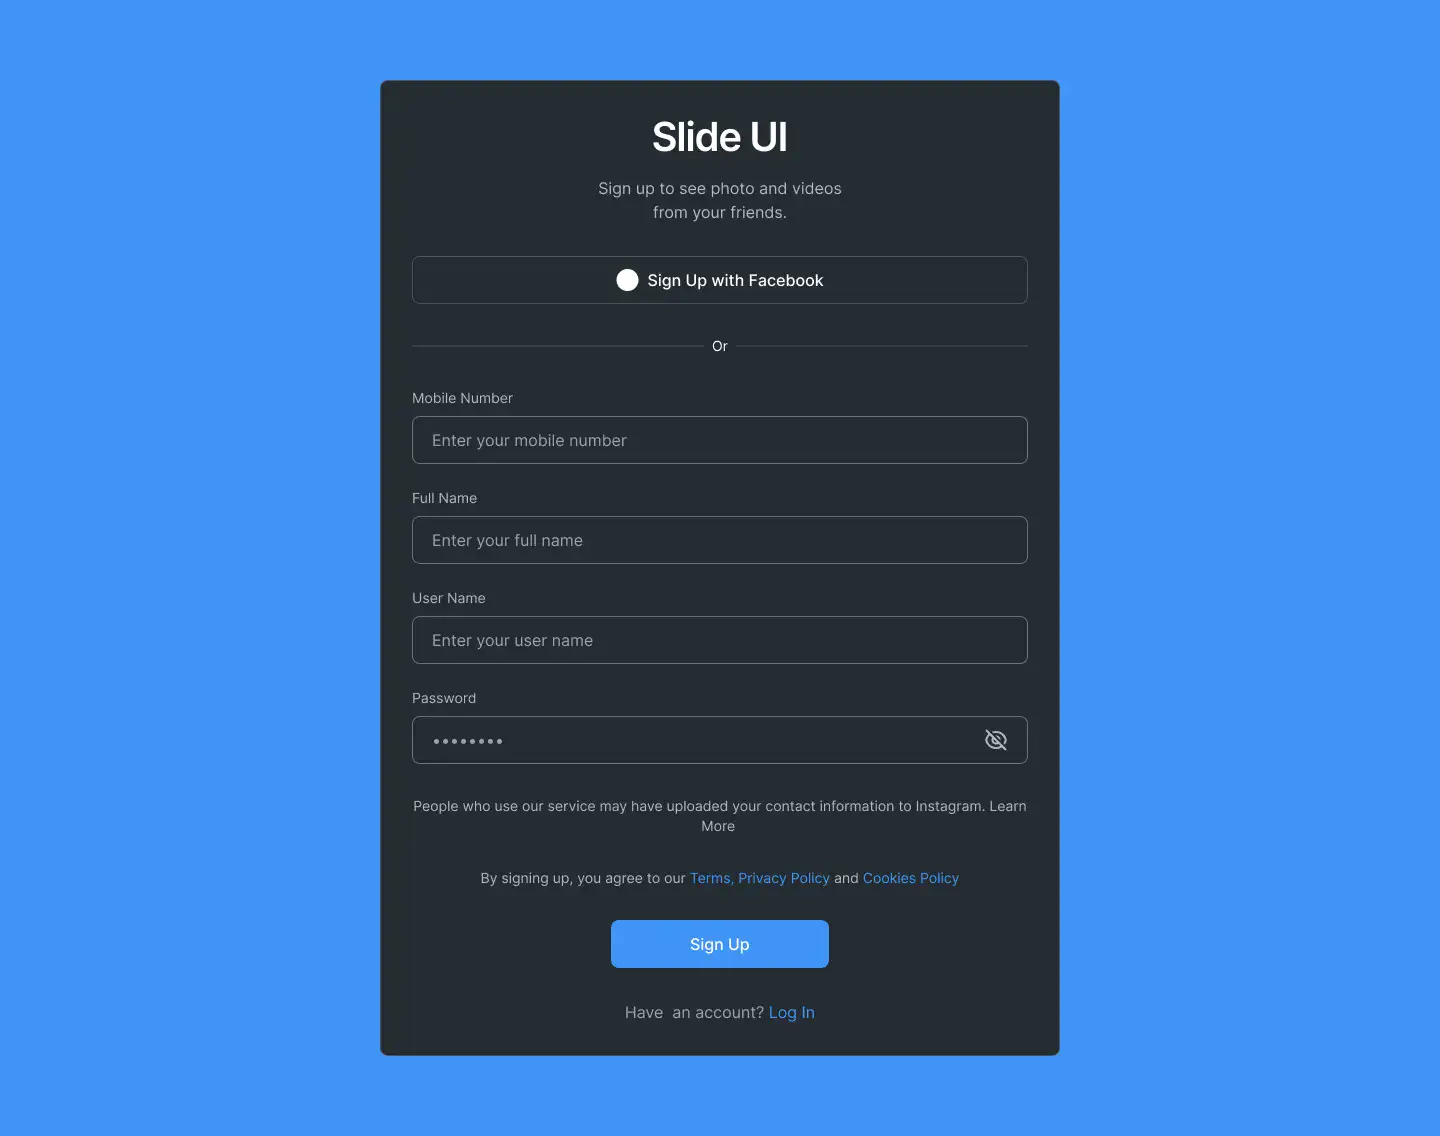 Slide UI
Sign up to see photo and videos
from your friends.
Sign Up with Facebook
Or
Mobile Number
Enter your mobile number
Full Name
Enter your full name
User Name
Enter your user name
Password
••••••••
People who use our service may have uploaded your contact information to Instagram. Learn
More
By signing up, you agree to our Terms, Privacy Policy and Cookies Policy
Sign Up
Have  an account? Log In